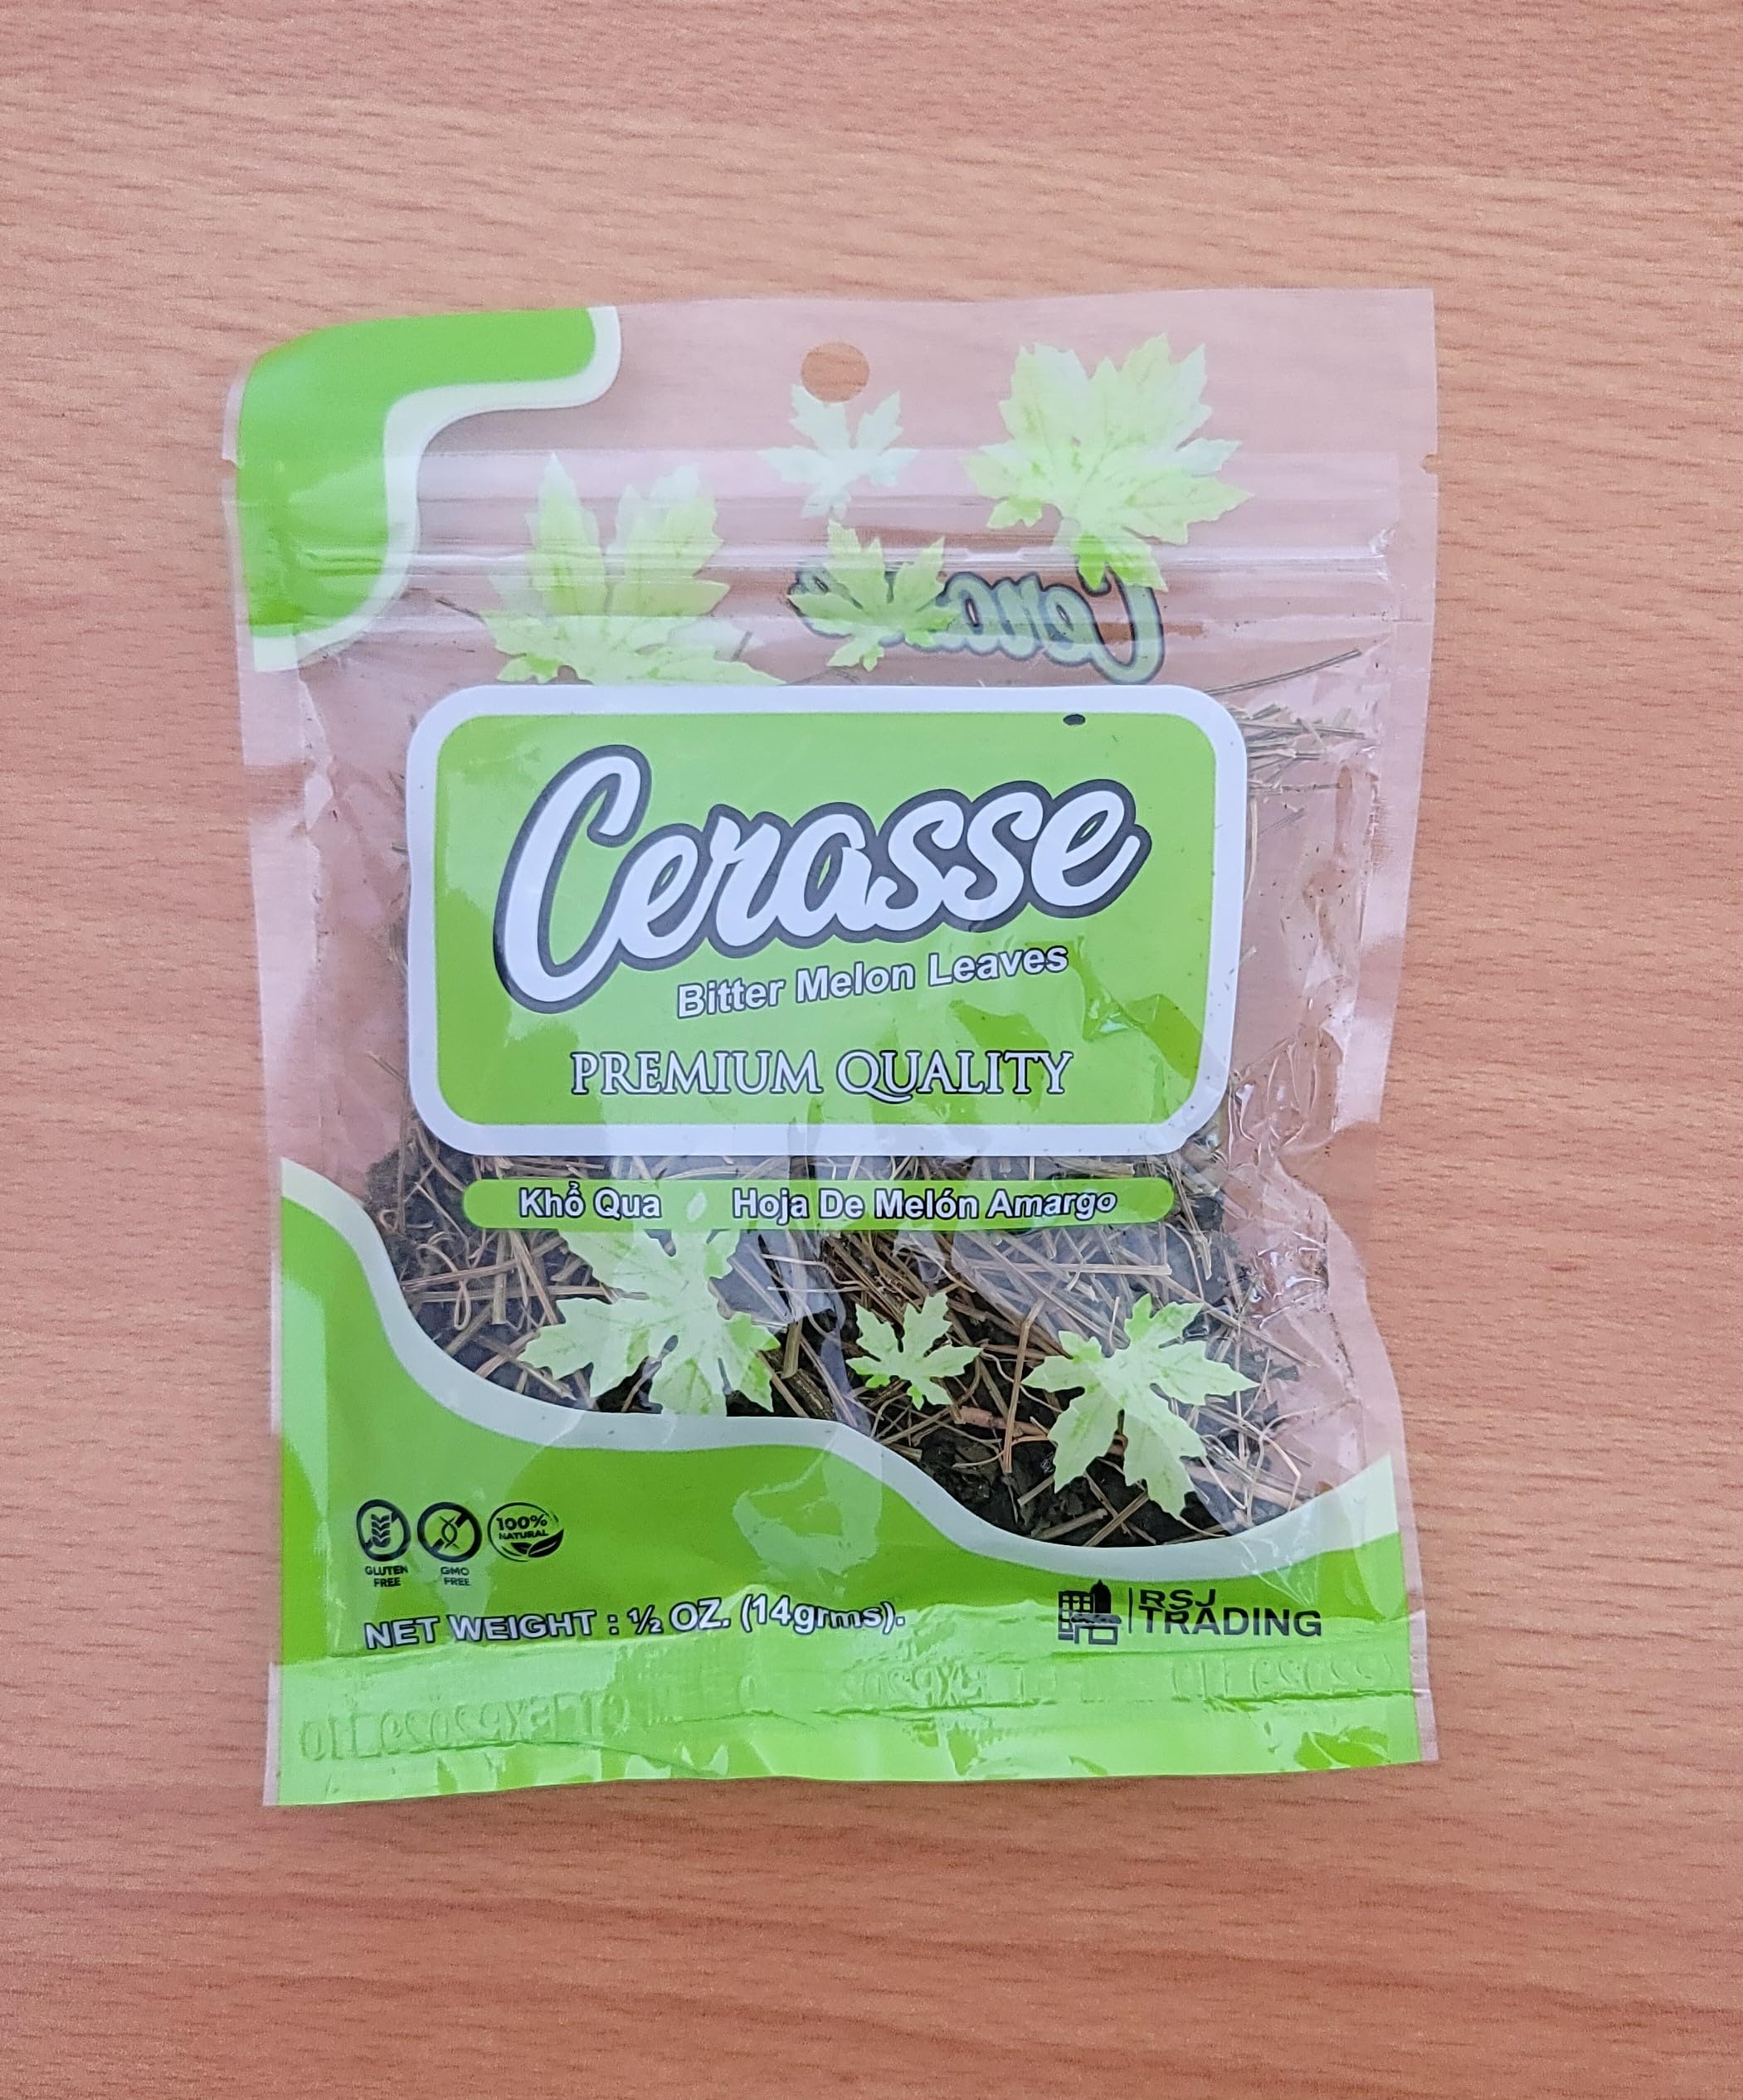 Cerasse
Bitter Melon Leaves
PREMIUM QUALITY
Khổ Qua Hoja De Melón Amargo
GLUTEN FREE
GMO FREE
100% NATURAL
NET WEIGHT : ½ OZ. (14grms).
RSJ
TRADING